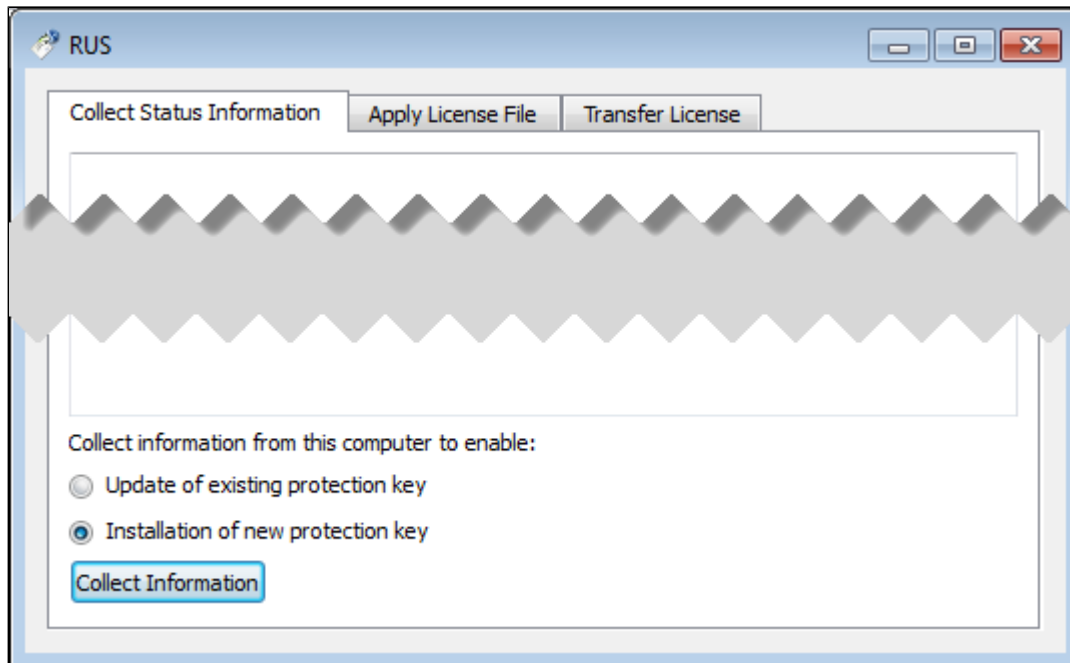 RUS
Collect Status Information Apply License File Transfer License
Collect information from this computer to enable:
Update of existing protection key
Installation of new protection key
Collect Information